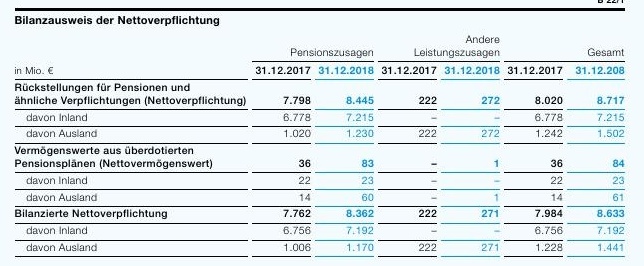 B 22/1
Bilanzausweis der Nettoverpflichtung
Andere
Pensionszusagen Leistungszusagen Gesamt
in Mio. € 31.12.2017 31.12.2018 31.12.2017 31.12.2018 31.12.2017 31.12.208
Rückstellungen für Pensionen und
ähnliche Verpflichtungen (Nettoverpflichtung) 7.798 8.445 222 272 8.020 8.717
davon Inland 6.778 7.215 – – 6.778 7.215
davon Ausland 1.020 1.230 222 272 1.242 1.502
Vermögenswerte aus überdotierten
Pensionsplänen (Nettovermögenswert) 36 83 – 1 36 84
davon Inland 22 23 – – 22 23
davon Ausland 14 60 – 1 14 61
Bilanzierte Nettoverpflichtung 7.762 8.362 222 271 7.984 8.633
davon Inland 6.756 7.192 – – 6.756 7.192
davon Ausland 1.006 1.170 222 271 1.228 1.441